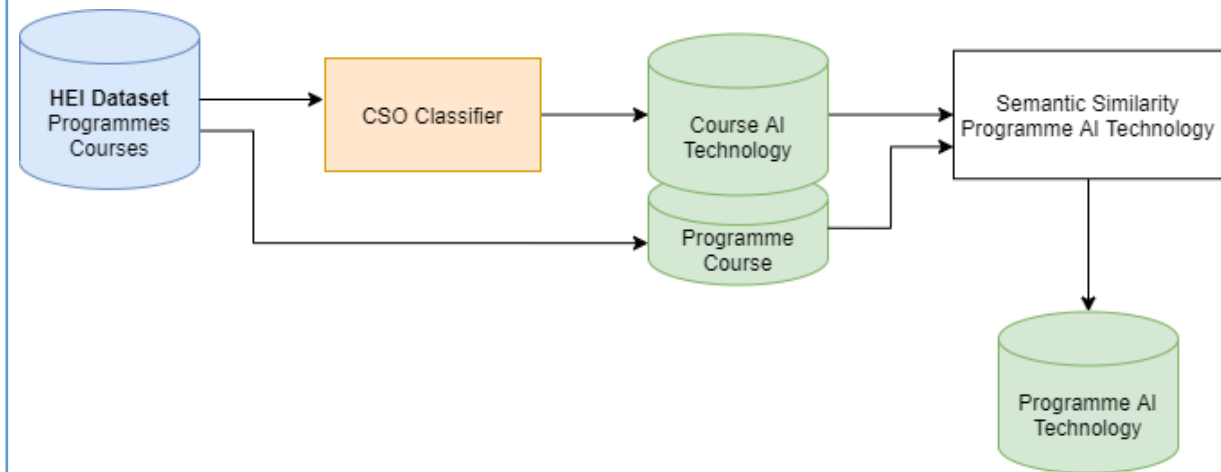 HEI Dataset
Programmes
Courses
CSO Classifier
Course AI
Technology
Programme
Course
Semantic Similarity
Programme AI Technology
Programme AI
Technology